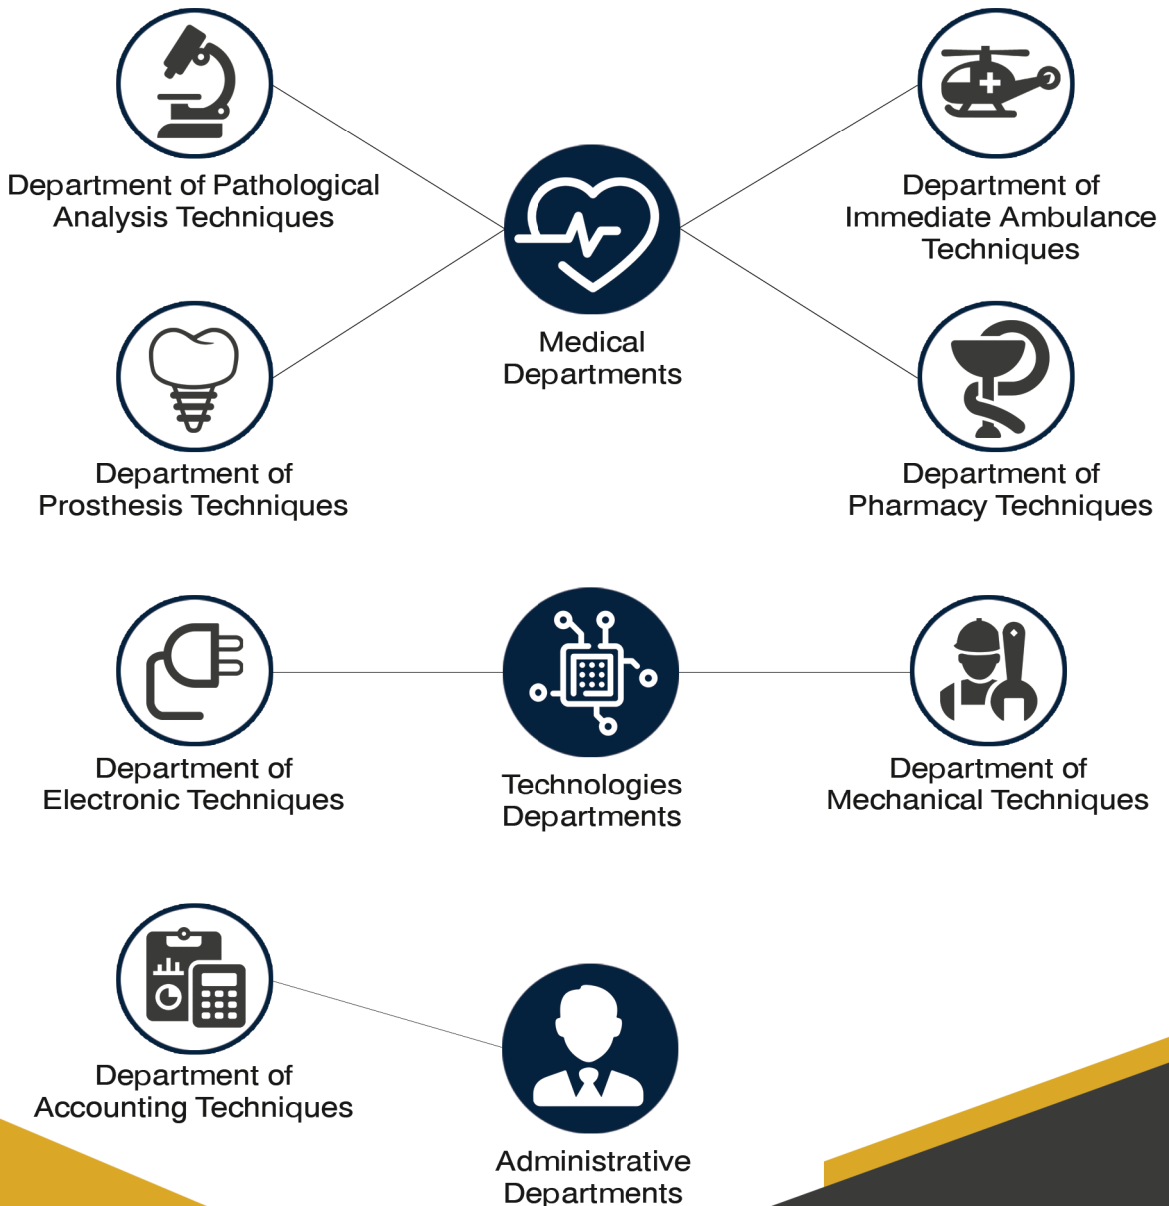 Department of Pathological
Analysis Techniques
Department of
Immediate Ambulance
Techniques
Medical
Departments
Department of
Prosthesis Techniques
Department of
Pharmacy Techniques
Department of
Electronic Techniques
Technologies
Departments
Department of
Mechanical Techniques
Department of
Accounting Techniques
Administrative
Departments